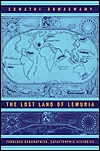 SUMATHI RAMASWAMY
THE LOST LAND OF LEMURIA
FABULOUS GEOGRAPHIES, CATASTROPHIC HISTORIES